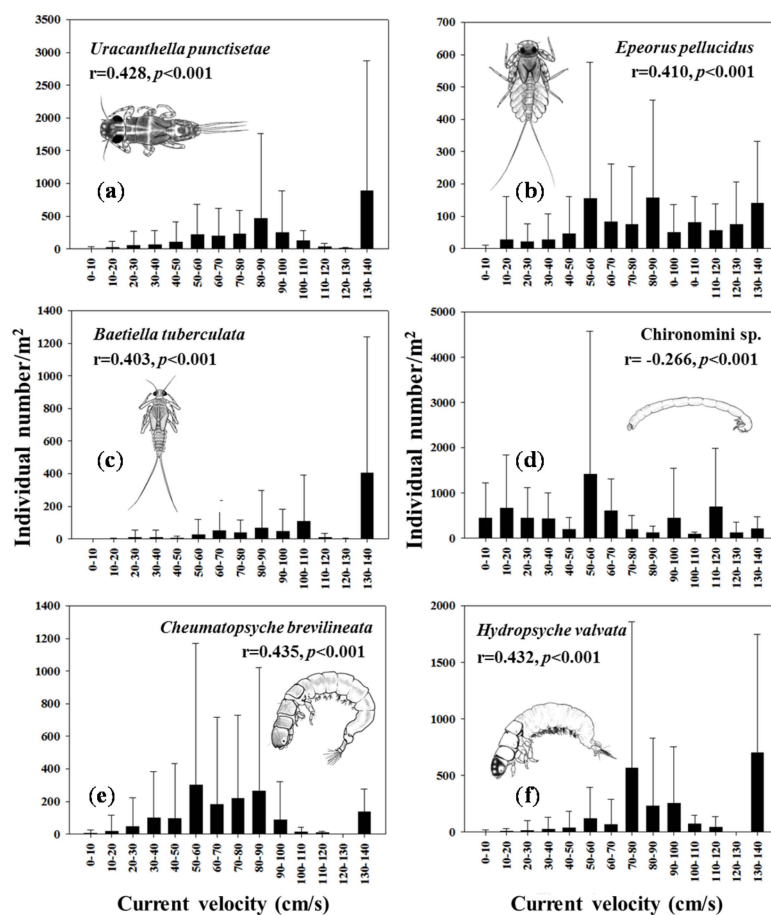 3500
3000
2500
2000
1500
1000
500
0
Uracanthella punctisetae
r=0.428, p<0.001
(a)
0-10 10-20 20-30 30-40 40-50 50-60 60-70 70-80 80-90 90-100 100-110 110-120 120-130 130-140
700
600
500
400
300
200
100
0
Epeorus pellucidus
r=0.410, p<0.001
(b)
0-10 10-20 20-30 30-40 40-50 50-60 60-70 70-80 80-90 0-100 0-110 110-120 120-130 130-140
Individual number/m²
1400
1200
1000
800
600
400
200
0
Baetiella tuberculata
r=0.403, p<0.001
(c)
0-10 10-20 20-30 30-40 40-50 50-60 60-70 70-80 80-90 90-100 100-110 110-120 120-130 130-140
Individual number/m²
5000
4000
3000
2000
1000
0
Chironomini sp.
r= -0.266, p<0.001
(d)
0-10 10-20 20-30 30-40 40-50 50-60 60-70 70-80 80-90 90-100 100-110 110-120 120-130 130-140
1400
1200
1000
800
600
400
200
0
Cheumatopsyche brevilineata
r=0.435, p<0.001
(e)
0-10 10-20 20-30 30-40 40-50 50-60 60-70 70-80 80-90 90-100 100-110 110-120 130-140
Current velocity (cm/s)
2000
1500
1000
500
0
Hydropsyche valvata
r=0.432, p<0.001
(f)
0-10 10-20 20-30 30-40 40-50 50-60 60-70 70-80 80-90 90-100 100-110 110-120 120-130 130-140
Current velocity (cm/s)